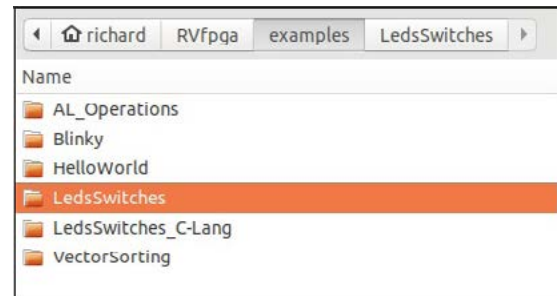 richard RVfpga examples LedsSwitches
Name
AL_Operations
Blinky
HelloWorld
LedsSwitches
LedsSwitches_C-Lang
VectorSorting